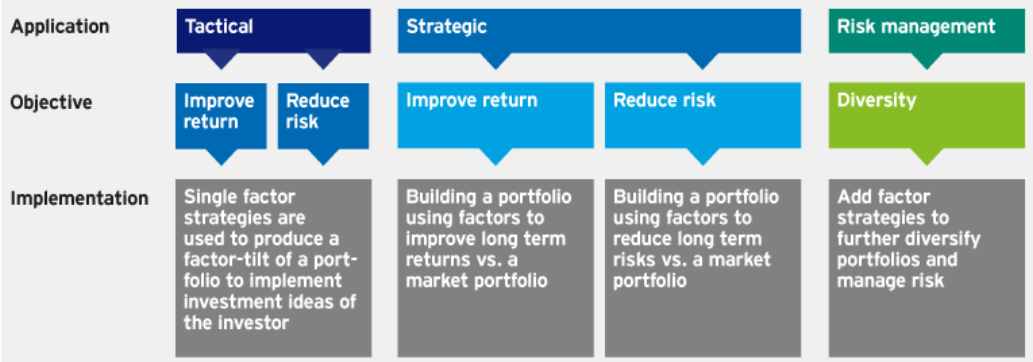 Application
Tactical
Strategic
Risk management
Objective
Improve
return
Reduce
risk
Improve return
Reduce risk
Diversity
Implementation
Single factor
strategies are
used to produce a
factor-tilt of a port-
folio to implement
investment ideas of
the investor
Building a portfolio
using factors to
improve long term
returns vs. a
market portfolio
Building a portfolio
using factors to
reduce long term
risks vs. a market
portfolio
Add factor
strategies to
further diversify
portfolios and
manage risk